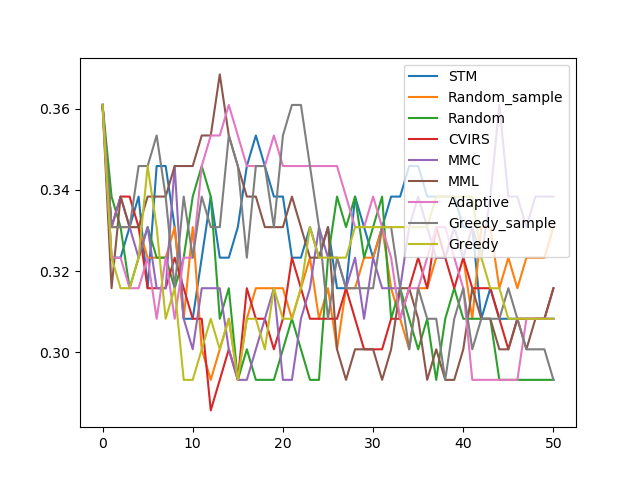 0.36
0.34
0.32
0.30
0
10
20
30
40
50
STM
Random_sample
Random
CVIRS
MMC
MML
Adaptive
Greedy_sample
Greedy